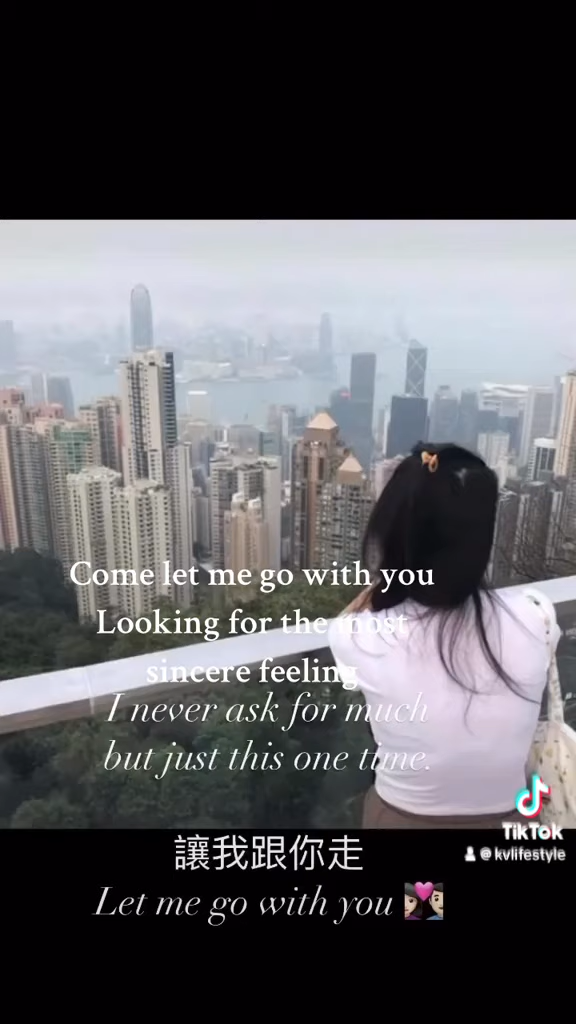 Come let me go with you
Looking for the most
sincere feeling
I never ask for much
but just this one time.
TikTok
@kvlifestyle
讓我跟你走
Let me go with you